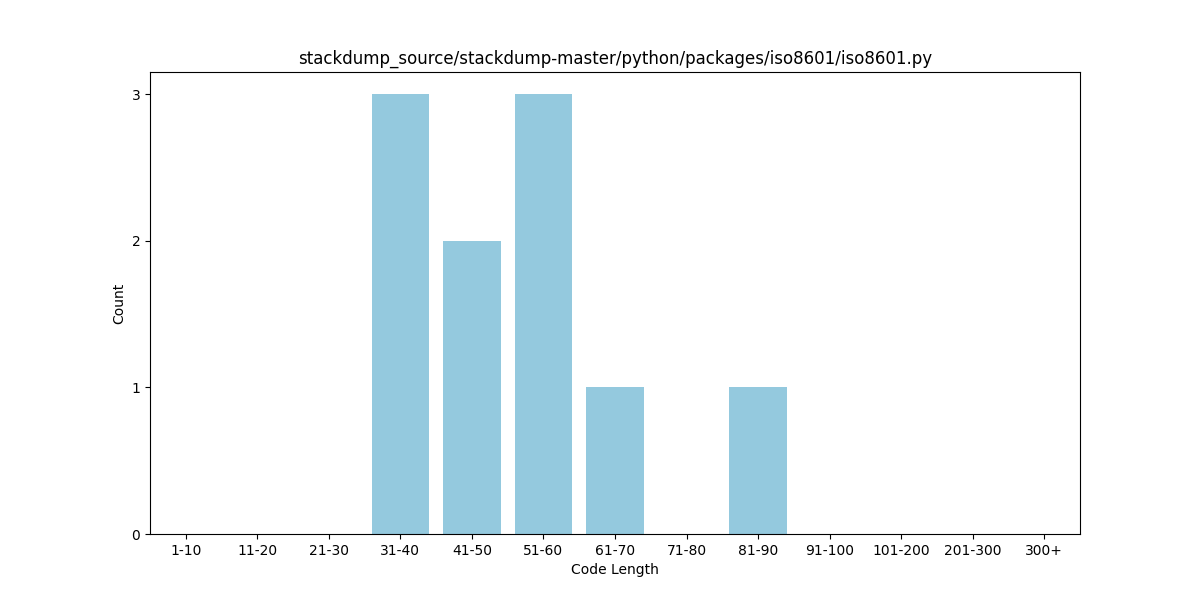 stackdump_source/stackdump-master/python/packages/iso8601/iso8601.py
Count
3
2
1
0
1-10 11-20 21-30 31-40 41-50 51-60 61-70 71-80 81-90 91-100 101-200 201-300 300+
Code Length